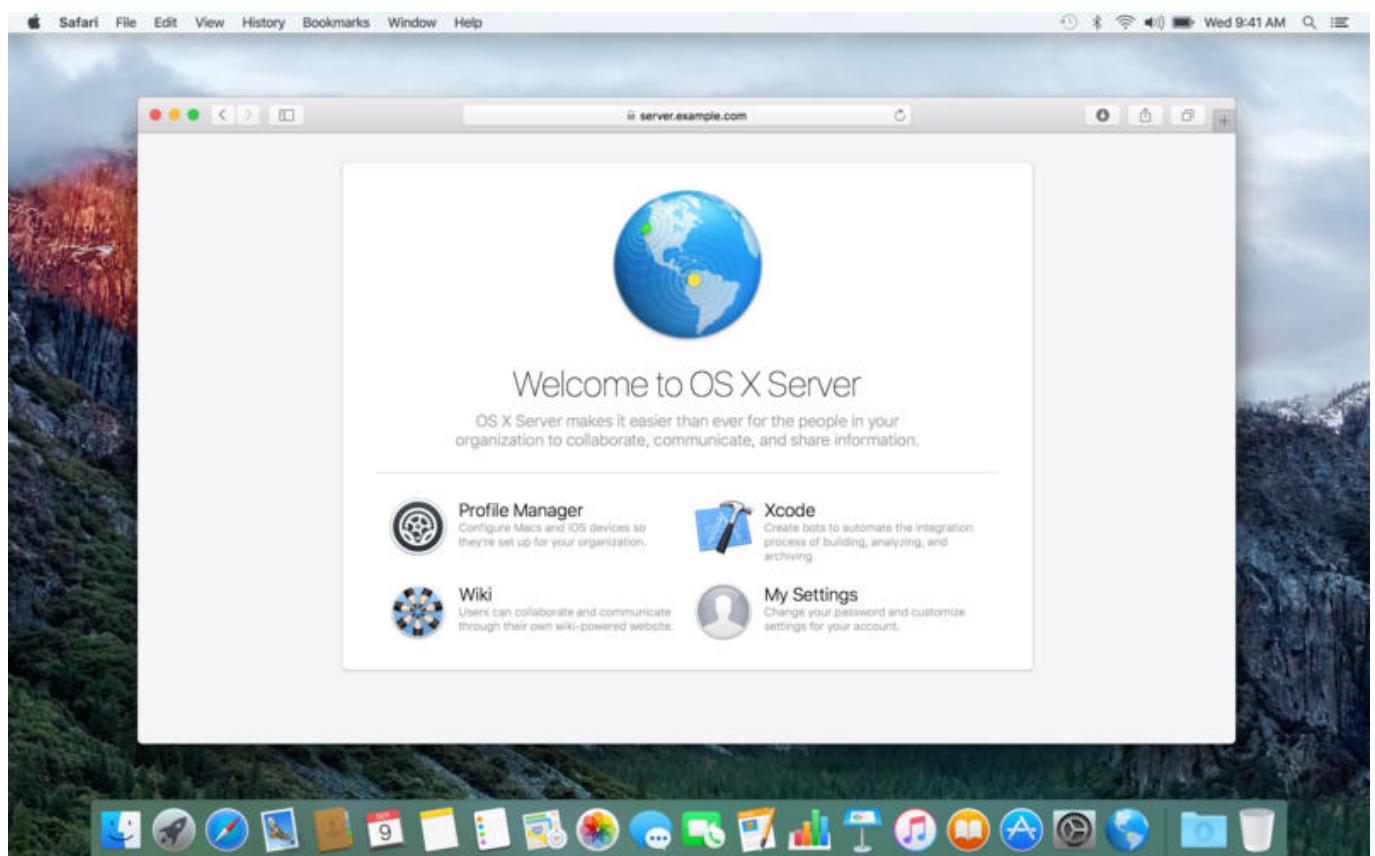 Safari File Edit View History Bookmarks Window Help
Wed 9:41 AM
server.example.com
Welcome to OS X Server
OS X Server makes it easier than ever for the people in your
organization to collaborate, communicate, and share information.
Profile Manager
Configure Macs and iOS devices so
they're set up for your organization.
Xcode
Create bots to automate the integration
process of building, analyzing, and
archiving.
Wiki
Users can collaborate and communicate
through their own wiki-powered website.
My Settings
Change your password and customize
settings for your account.
SEP
9